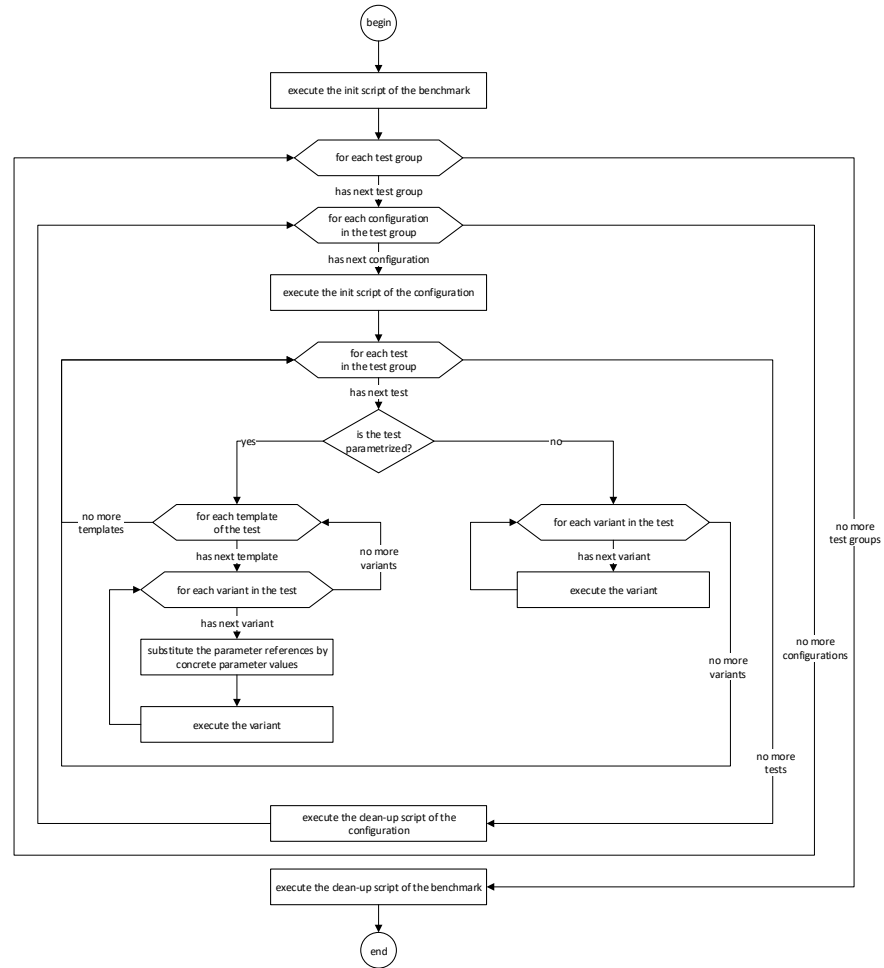 begin
execute the init script of the benchmark
for each test group
has next test group
for each configuration
in the test group
has next configuration
execute the init script of the configuration
for each test
in the test group
has next test
is the test
parametrized?
yes
no
no more
templates
for each template
of the test
has next template
no more
variants
for each variant in the test
has next variant
substitute the parameter references by
concrete parameter values
execute the variant
for each variant in the test
has next variant
execute the variant
no more
variants
no more
test groups
no more
configurations
no more
tests
execute the clean-up script of the
configuration
execute the clean-up script of the benchmark
end